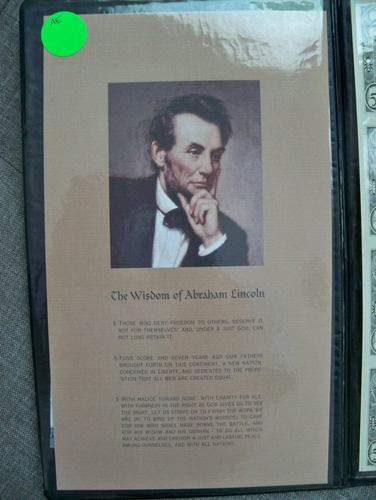 AE
The Wisdom of Abraham Lincoln
§ THOSE WHO DENY FREEDOM TO OTHERS, DESERVE IT
NOT FOR THEMSELVES; AND, UNDER A JUST GOD, CAN
NOT LONG RETAIN IT.
§ FOUR SCORE AND SEVEN YEARS AGO OUR FATHERS
BROUGHT FORTH ON THIS CONTINENT, A NEW NATION,
CONCEIVED IN LIBERTY, AND DEDICATED TO THE PROPO-
SITION THAT ALL MEN ARE CREATED EQUAL.
§ WITH MALICE TOWARD NONE; WITH CHARITY FOR ALL;
WITH FIRMNESS IN THE RIGHT AS GOD GIVES US TO SEE
THE RIGHT, LET US STRIVE ON TO FINISH THE WORK WE
ARE IN; TO BIND UP THE NATION'S WOUNDS; TO CARE
FOR HIM WHO SHALL HAVE BORNE THE BATTLE, AND
FOR HIS WIDOW AND HIS ORPHAN - TO DO ALL WHICH
MAY ACHIEVE AND CHERISH A JUST AND LASTING PEACE,
AMONG OURSELVES, AND WITH ALL NATIONS.